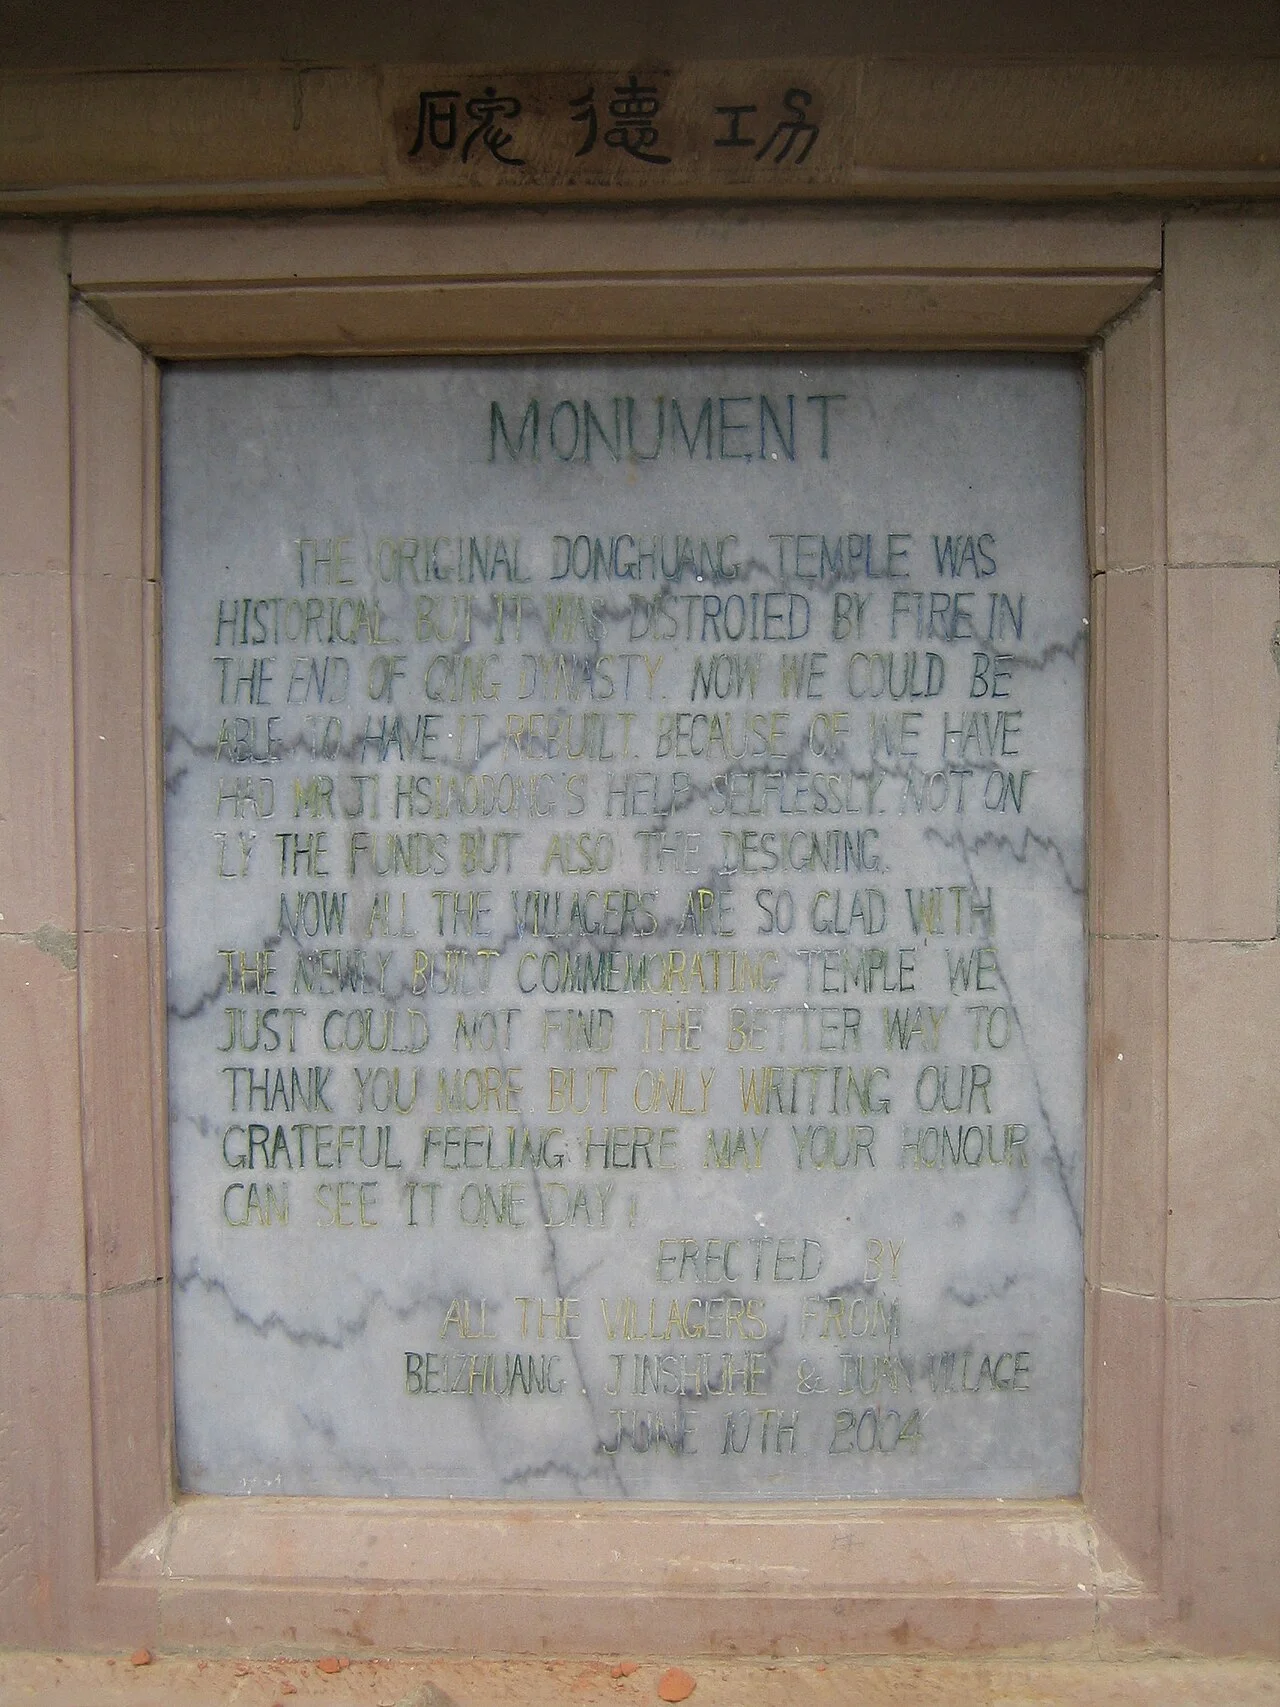 功德
MONUMENT
THE ORIGINAL DONGHUANG TEMPLE WAS
HISTORICAL. BUT IT WAS DISTROIED BY FIRE IN
THE END OF QING DYNASTY. NOW WE COULD BE
ABLE TO HAVE IT REBUILT. BECAUSE OF WE HAVE
HAD MR JI HSIAODONG'S HELP SELFLESSLY. NOT ON
LY THE FUNDS BUT ALSO THE DESIGNING.
NOW ALL THE VILLAGERS ARE SO GLAD WITH
THE NEWLY BUILT COMMEMORATING TEMPLE WE
JUST COULD NOT FIND THE BETTER WAY TO
THANK YOU MORE. BUT ONLY WRITING OUR
GRATEFUL FEELING HERE. MAY YOUR HONOUR
CAN SEE IT ONE DAY!
ERECTED BY
ALL THE VILLAGERS FROM
BEIZHUANG. JINSHUHE & DUAN VILLAGE
JUNE 10TH. 2004